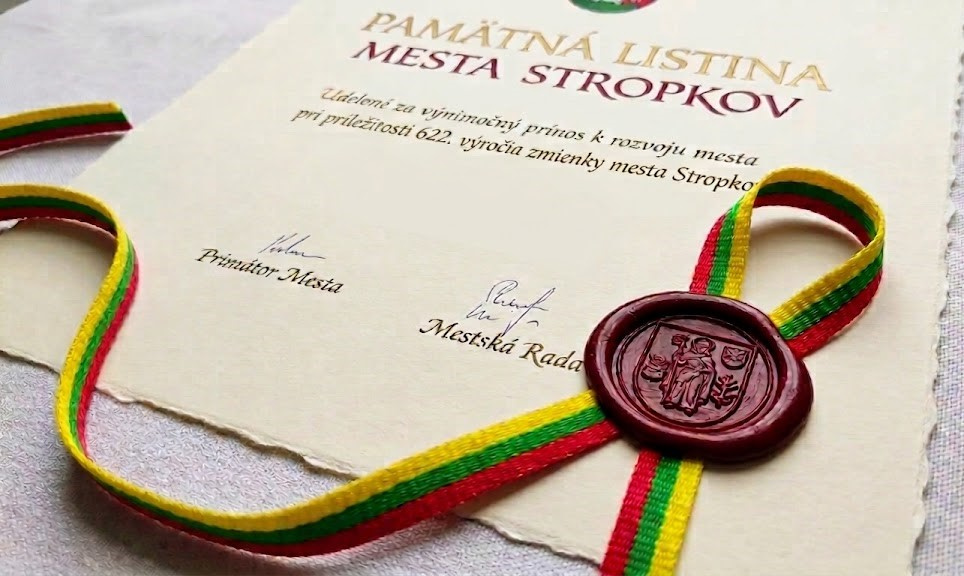 PAMÄTNÁ LISTINA
MESTA STROPKOV
Udelené za výnimočný prínos k rozvoju mesta
pri príležitosti 622. výročia zmienky mesta Stropkov
Primátor Mesta
Mestská Rada